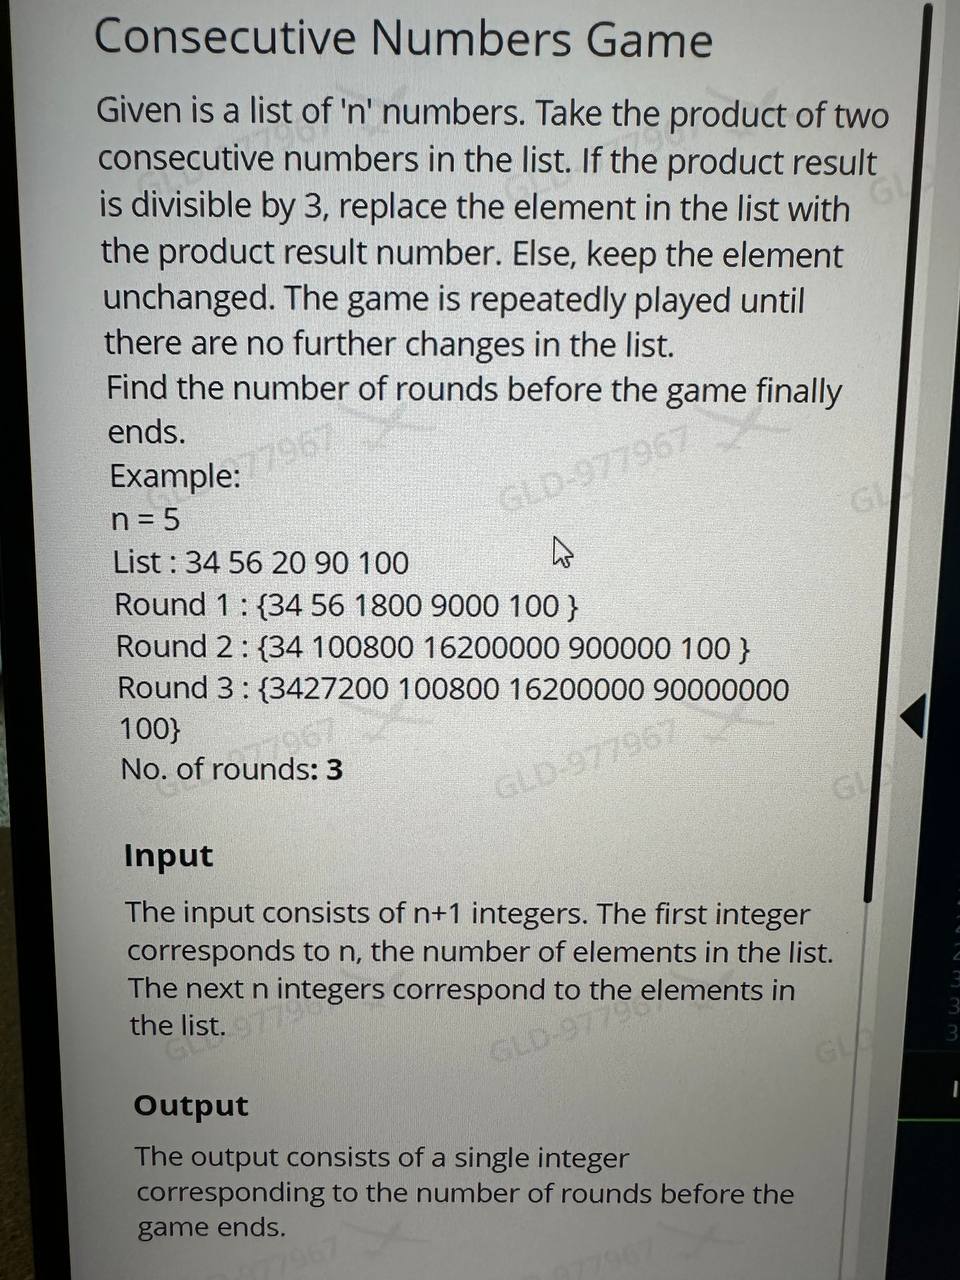 Consecutive Numbers Game
Given is a list of 'n' numbers. Take the product of two
consecutive numbers in the list. If the product result
is divisible by 3, replace the element in the list with
the product result number. Else, keep the element
unchanged. The game is repeatedly played until
there are no further changes in the list.
Find the number of rounds before the game finally
ends.
Example:
n = 5
List : 34 56 20 90 100
Round 1 : {34 56 1800 9000 100 }
Round 2 : {34 100800 16200000 900000 100 }
Round 3 : {3427200 100800 16200000 90000000
100}
No. of rounds: 3
Input
The input consists of n+1 integers. The first integer
corresponds to n, the number of elements in the list.
The next n integers correspond to the elements in
the list.
Output
The output consists of a single integer
corresponding to the number of rounds before the
game ends.
GLD-977967